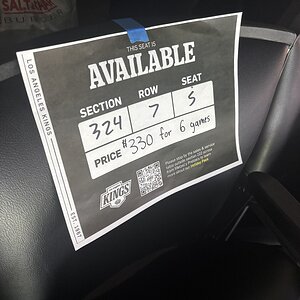 THIS SEAT IS
AVAILABLE
SECTION ROW SEAT
324 7 5
PRICE $330 for 6 games
LOS ANGELES KINGS
EST. 1967
KINGS